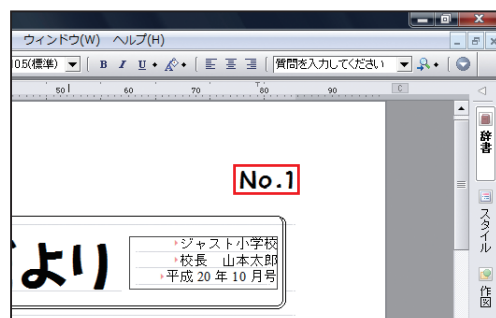 ウィンドウ(W) ヘルプ(H)
10.5(標準) B I U A 質問を入力してください
50 60 70 80 90
辞書
No.1
スタイル
だより
ジャスト小学校
校長 山本太郎
平成 20 年 10 月号
作図